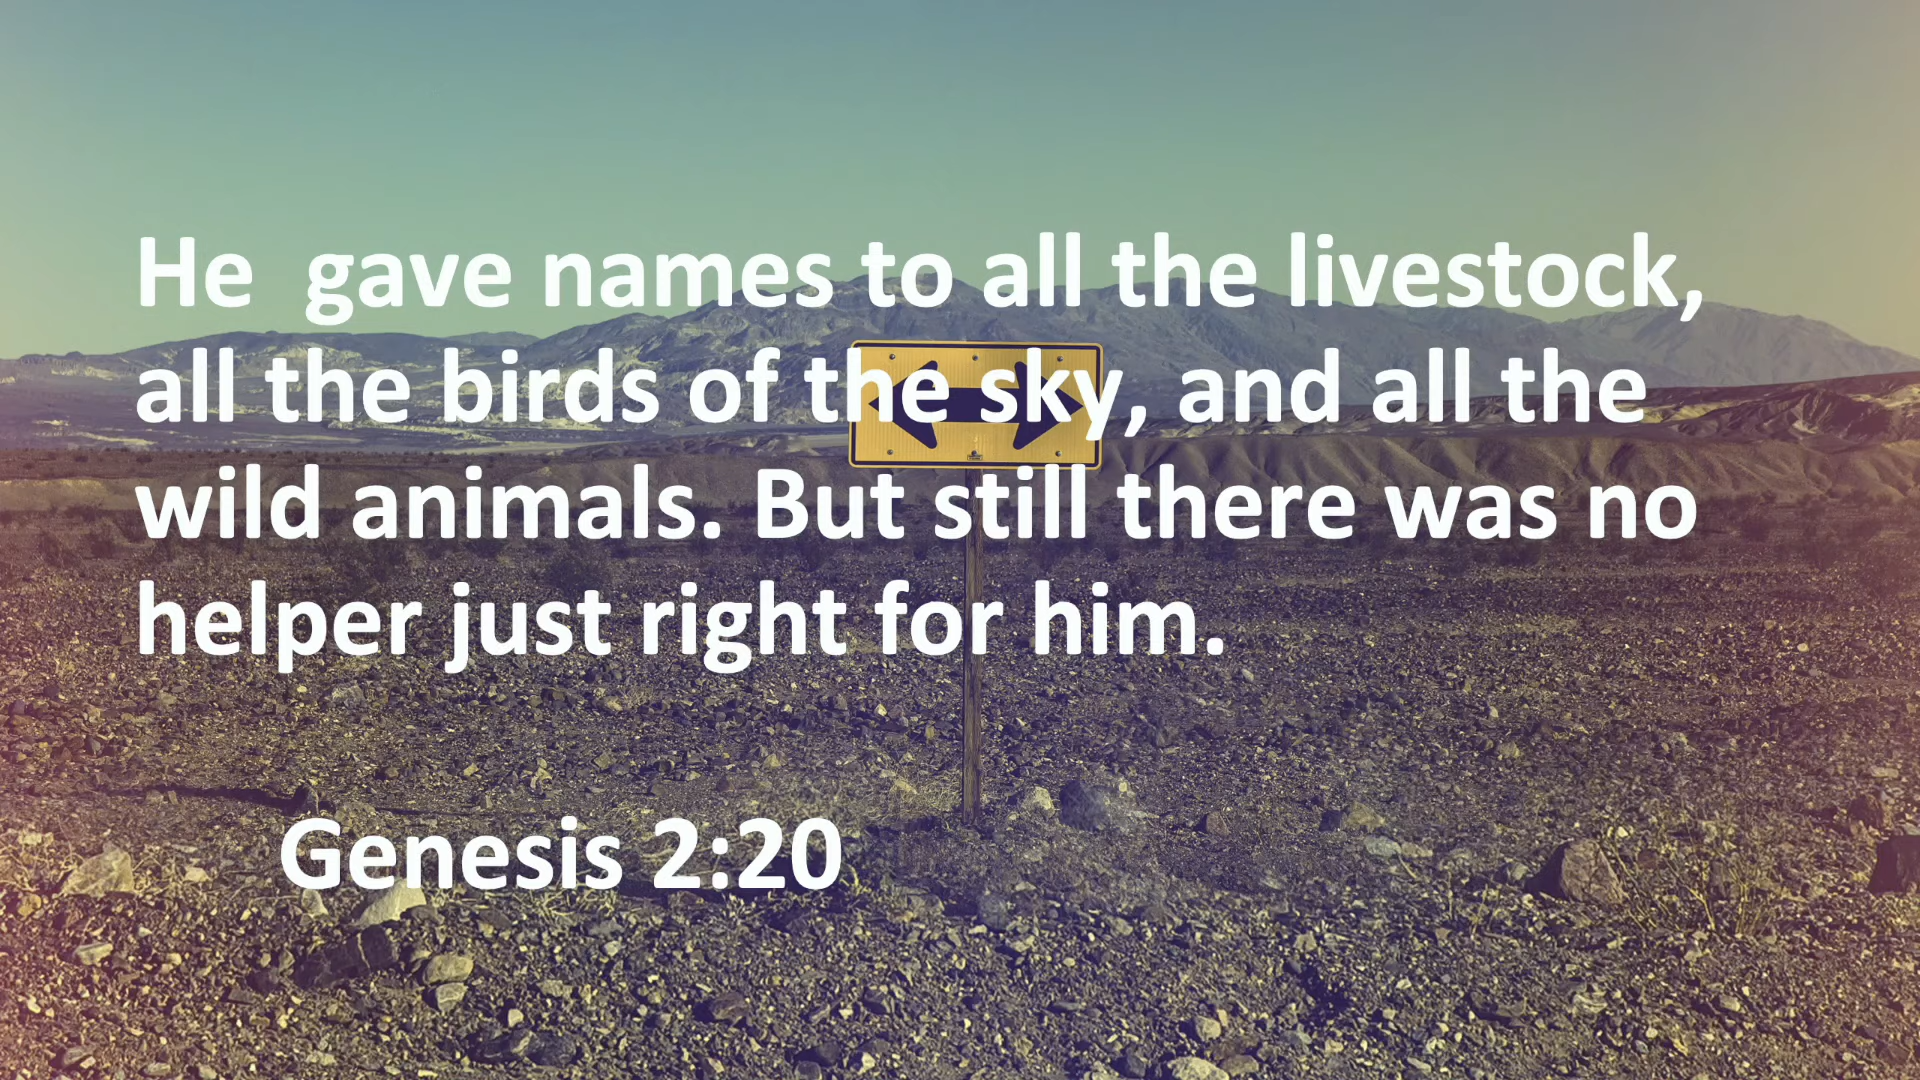 He  gave names to all the livestock,
all the birds of the sky, and all the
wild animals. But still there was no
helper just right for him.
Genesis 2:20